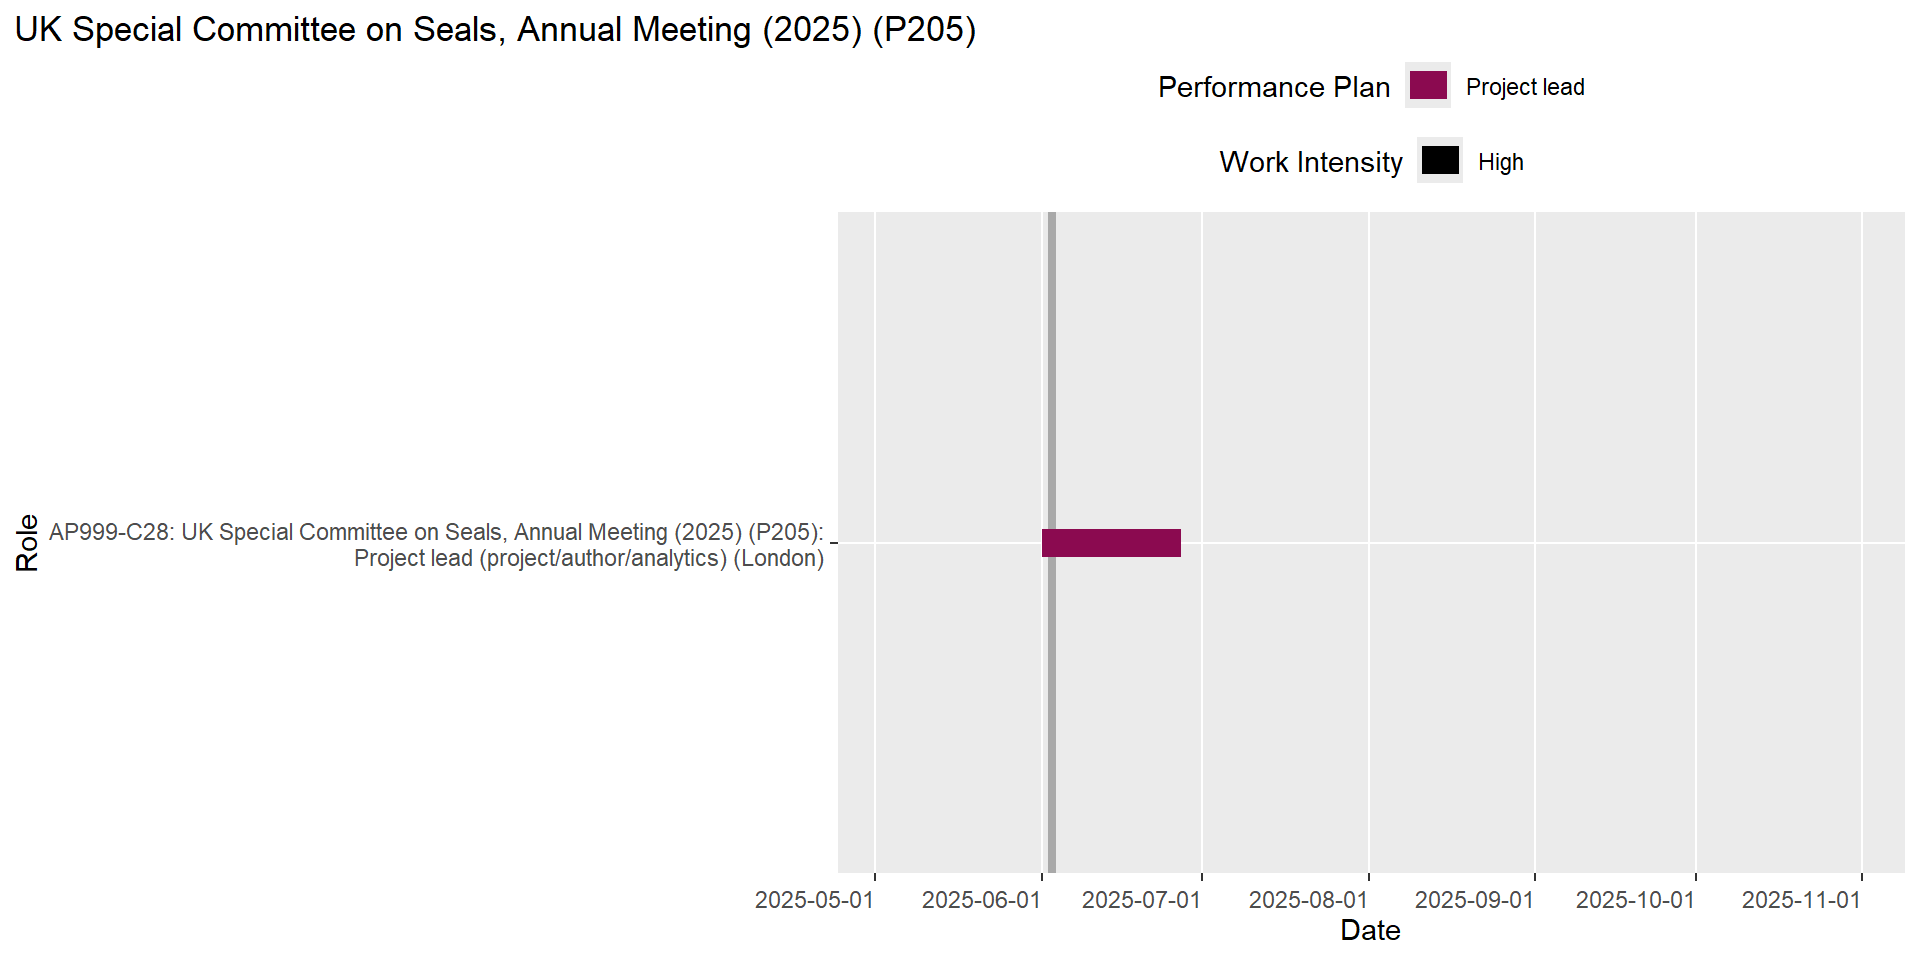 UK Special Committee on Seals, Annual Meeting (2025) (P205)
Performance Plan Project lead
Work Intensity High
Role
AP999-C28: UK Special Committee on Seals, Annual Meeting (2025) (P205):
Project lead (project/author/analytics) (London)
2025-05-01 2025-06-01 2025-07-01 2025-08-01 2025-09-01 2025-10-01 2025-11-01
Date